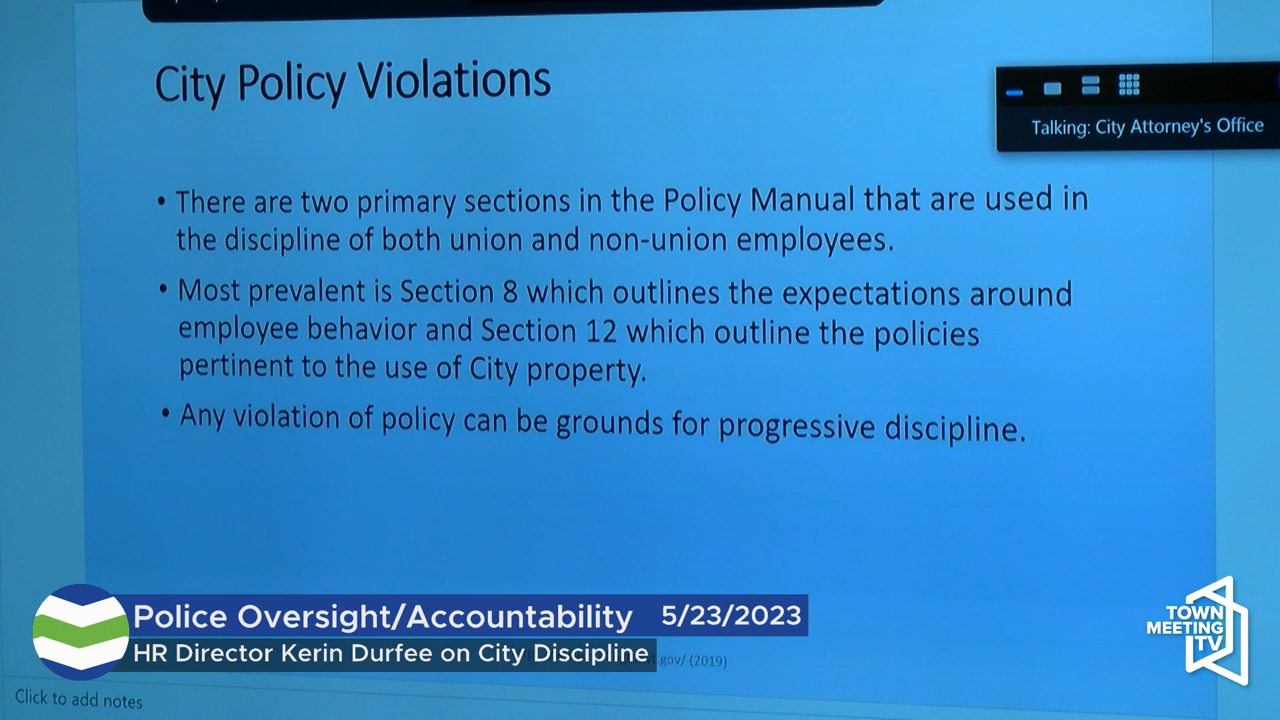 City Policy Violations
Talking: City Attorney's Office
• There are two primary sections in the Policy Manual that are used in
the discipline of both union and non-union employees.
• Most prevalent is Section 8 which outlines the expectations around
employee behavior and Section 12 which outline the policies
pertinent to the use of City property.
• Any violation of policy can be grounds for progressive discipline.
Police Oversight/Accountability 5/23/2023
HR Director Kerin Durfee on City Discipline
.gov/ (2019)
TOWN
MEETING
TV
Click to add notes